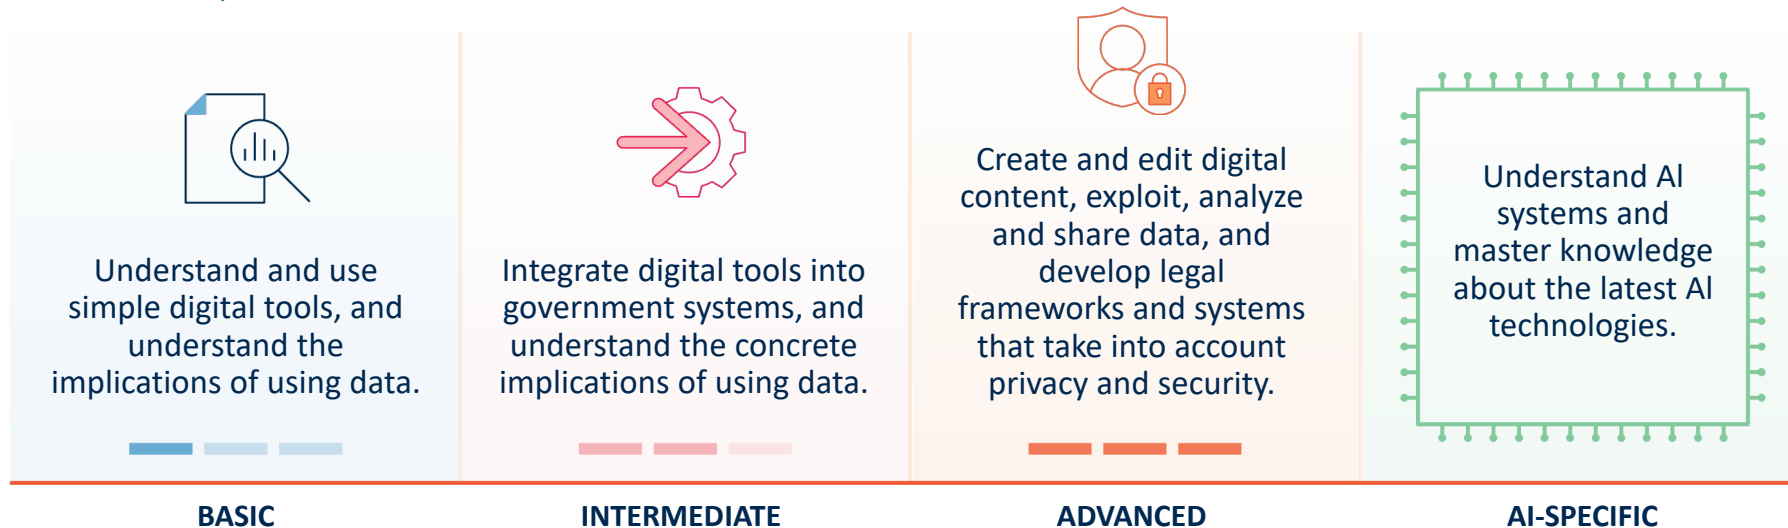 Understand and use
simple digital tools, and
understand the
implications of using data.
BASIC
Integrate digital tools into
government systems, and
understand the concrete
implications of using data.
INTERMEDIATE
Create and edit digital
content, exploit, analyze
and share data, and
develop legal
frameworks and systems
that take into account
privacy and security.
ADVANCED
Understand AI
systems and
master knowledge
about the latest AI
technologies.
AI-SPECIFIC